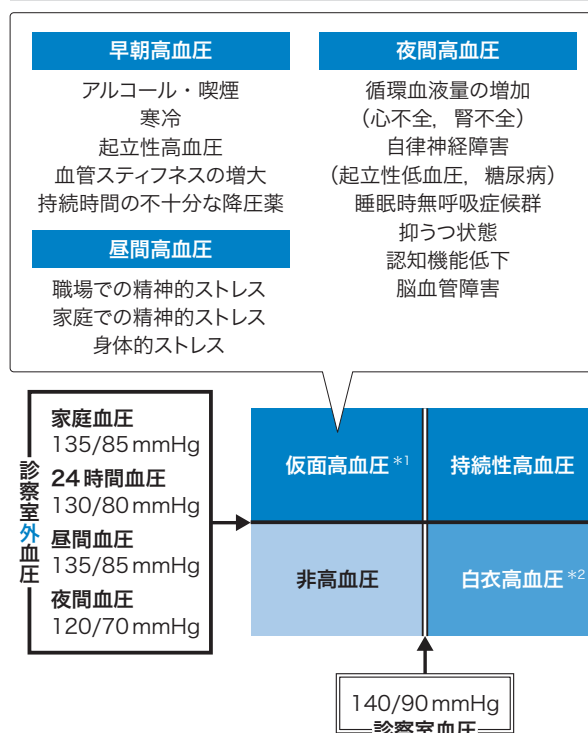 早朝高血圧
アルコール・喫煙
寒冷
起立性高血圧
血管スティフネスの増大
持続時間の不十分な降圧薬
昼間高血圧
職場での精神的ストレス
家庭での精神的ストレス
身体的ストレス
夜間高血圧
循環血液量の増加
（心不全，腎不全）
自律神経障害
（起立性低血圧，糖尿病）
睡眠時無呼吸症候群
抑うつ状態
認知機能低下
脳血管障害
診察室外血圧
家庭血圧
135/85 mmHg
24時間血圧
130/80 mmHg
昼間血圧
135/85 mmHg
夜間血圧
120/70 mmHg
仮面高血圧*1
持続性高血圧
非高血圧
白衣高血圧*2
140/90 mmHg
診察室血圧